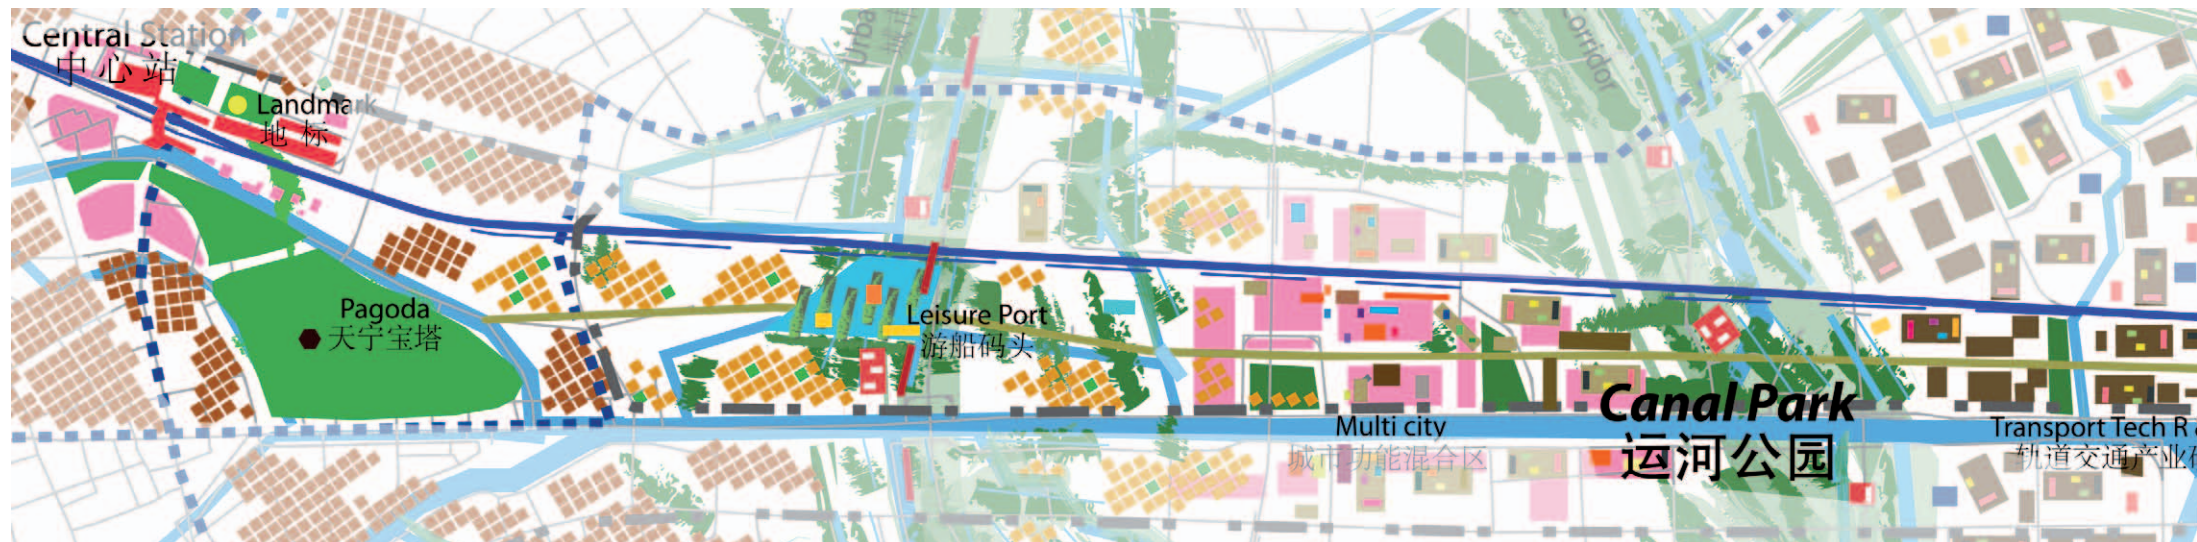 Central Station
中心站
Landmark
地标
Pagoda
天宁宝塔
Leisure Port
游船码头
Corridor
Multi city
城市功能混合区
Canal Park
运河公园
Transport Tech R
轨道交通产业